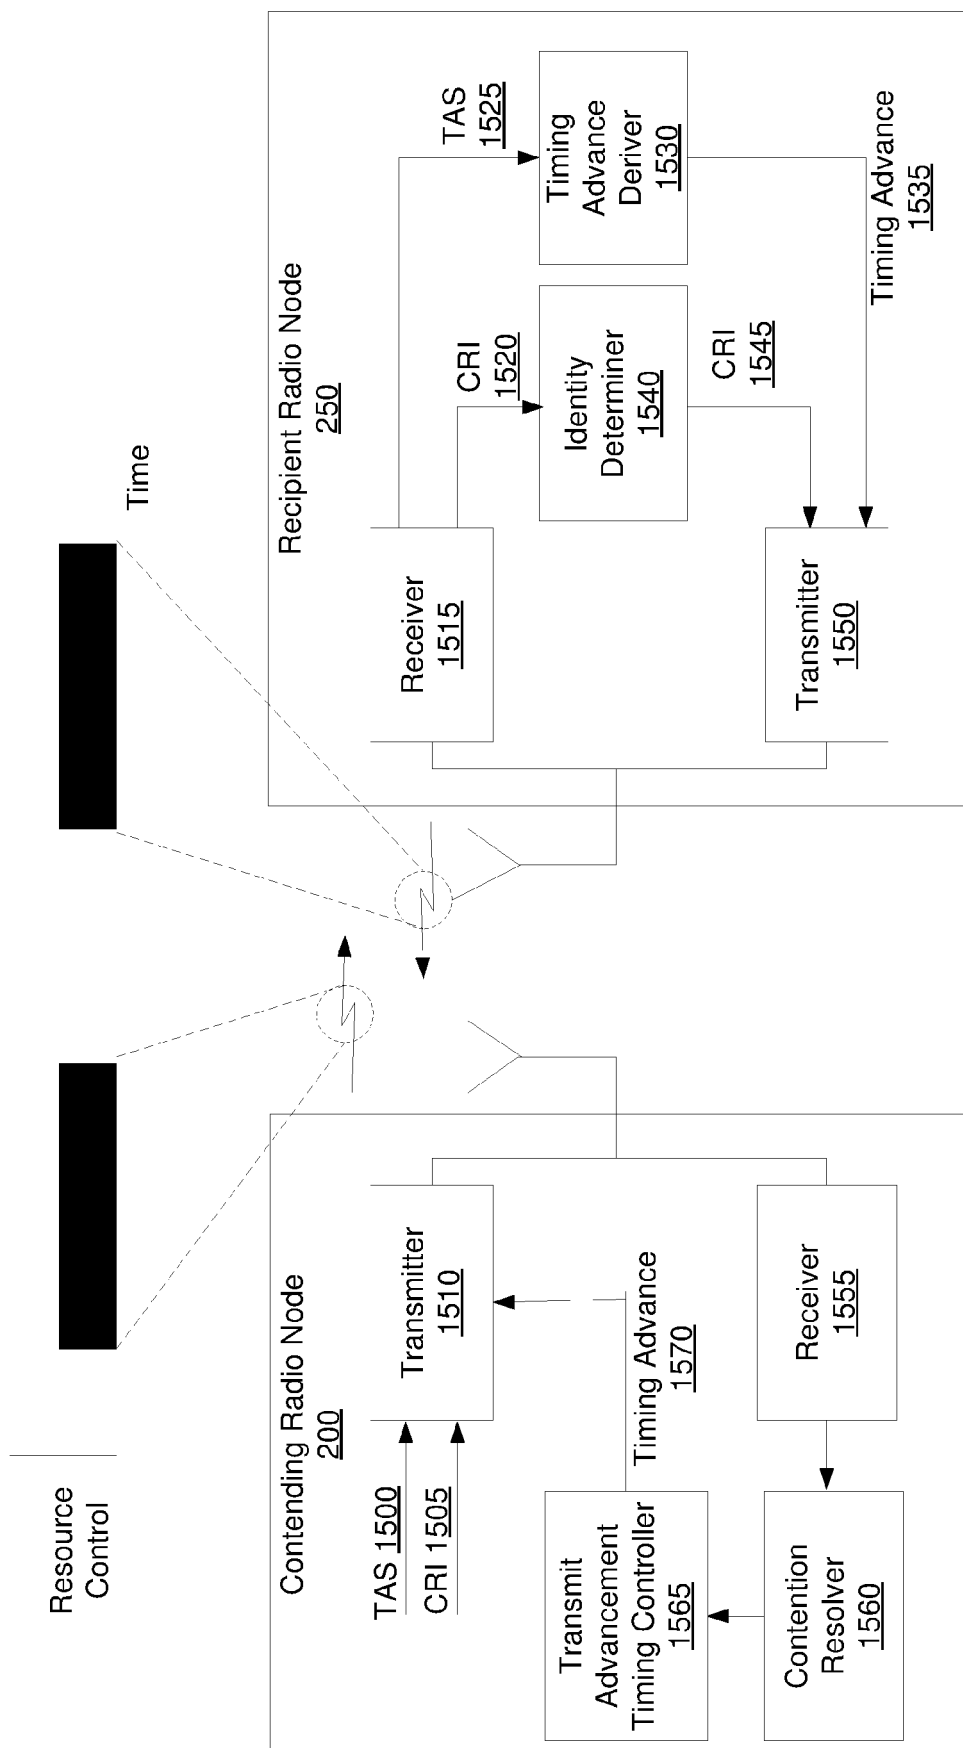 Resource
Control
Time
Contending Radio Node
200
TAS 1500
CRI 1505
Transmitter
1510
Timing Advance
1570
Transmit
Advancement
Timing Controller
1565
Contention
Resolver
1560
Receiver
1555
Recipient Radio Node
250
Receiver
1515
TAS
1525
CRI
1520
Timing
Advance
Deriver
1530
Identity
Determiner
1540
CRI
1545
Timing Advance
1535
Transmitter
1550